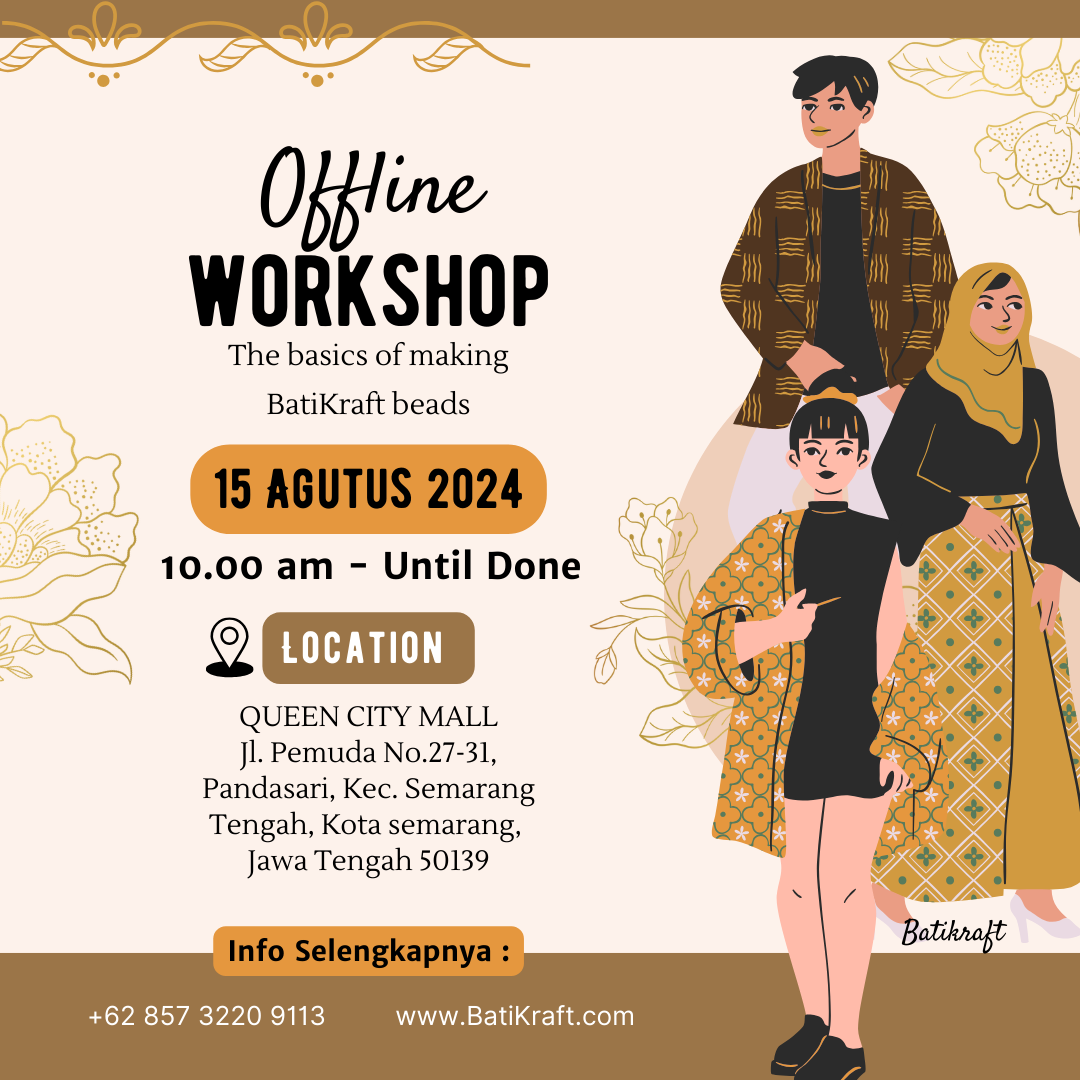 Offline
WORKSHOP
The basics of making
BatiKraft beads
15 AGUTUS 2024
10.00 am - Until Done
LOCATION
QUEEN CITY MALL
Jl. Pemuda No.27-31,
Pandasari, Kec. Semarang
Tengah, Kota semarang,
Jawa Tengah 50139
Batikraft
Info Selengkapnya :
+62 857 3220 9113
www.BatiKraft.com